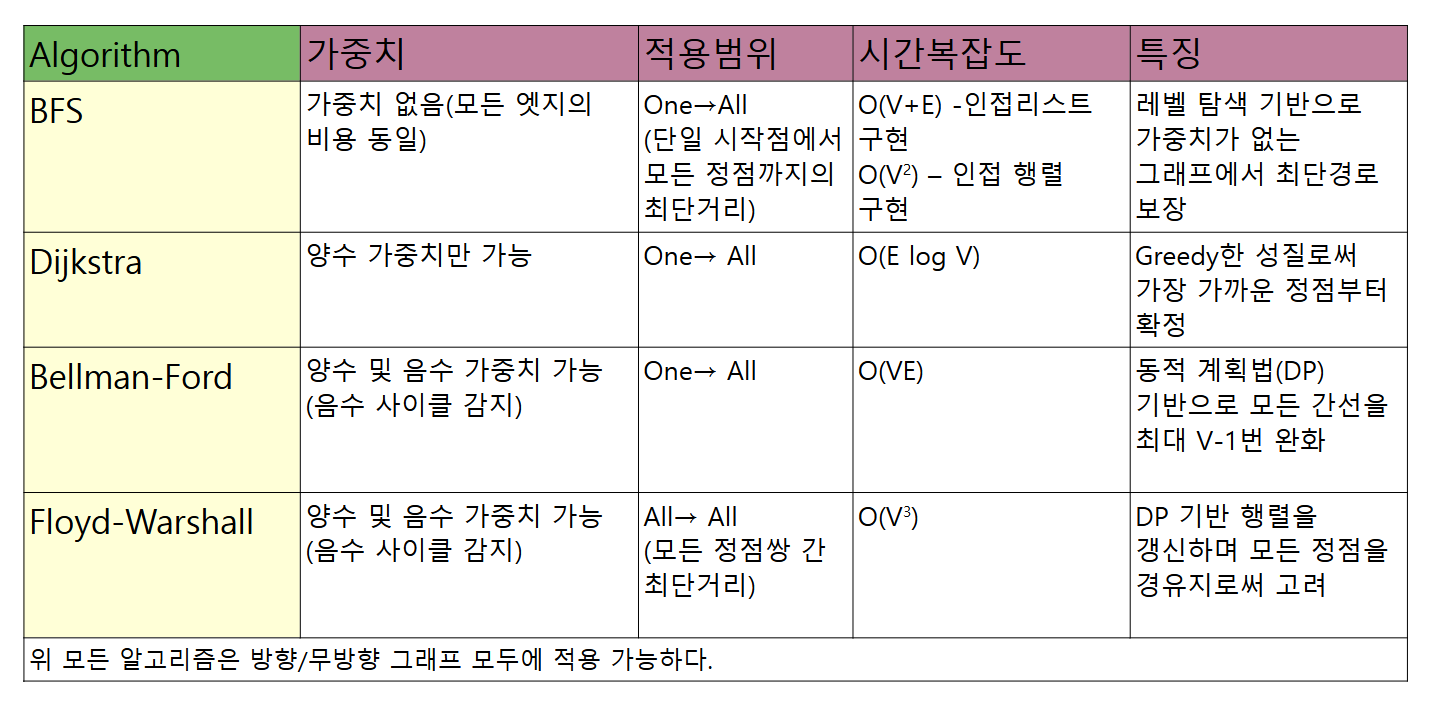 Algorithm
가중치
적용범위
시간복잡도
특징
BFS
가중치 없음(모든 엣지의
비용 동일)
One→All
(단일 시작점에서
모든 정점까지의
최단거리)
O(V+E) -인접리스트
구현
O(V²) – 인접 행렬
구현
레벨 탐색 기반으로
가중치가 없는
그래프에서 최단경로
보장
Dijkstra
양수 가중치만 가능
One→ All
O(E log V)
Greedy한 성질로써
가장 가까운 정점부터
확정
Bellman-Ford
양수 및 음수 가중치 가능
(음수 사이클 감지)
One→ All
O(VE)
동적 계획법(DP)
기반으로 모든 간선을
최대 V-1번 완화
Floyd-Warshall
양수 및 음수 가중치 가능
(음수 사이클 감지)
All→ All
(모든 정점쌍 간
최단거리)
O(V³)
DP 기반 행렬을
갱신하며 모든 정점을
경유지로써 고려
위 모든 알고리즘은 방향/무방향 그래프 모두에 적용 가능하다.